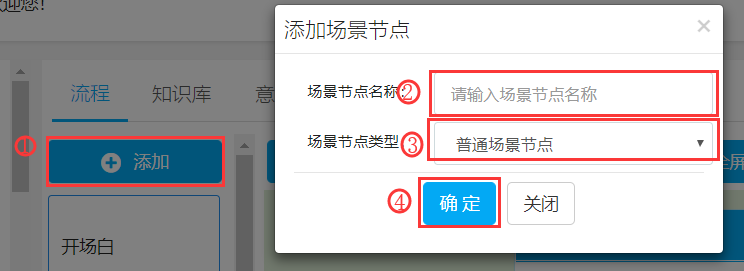 迎您!
添加场景节点
×
流程
知识库
场景节点名称:
②
请输入场景节点名称
①
添加
场景节点类型
③
普通场景节点
全屏
④
确定
关闭
开场白